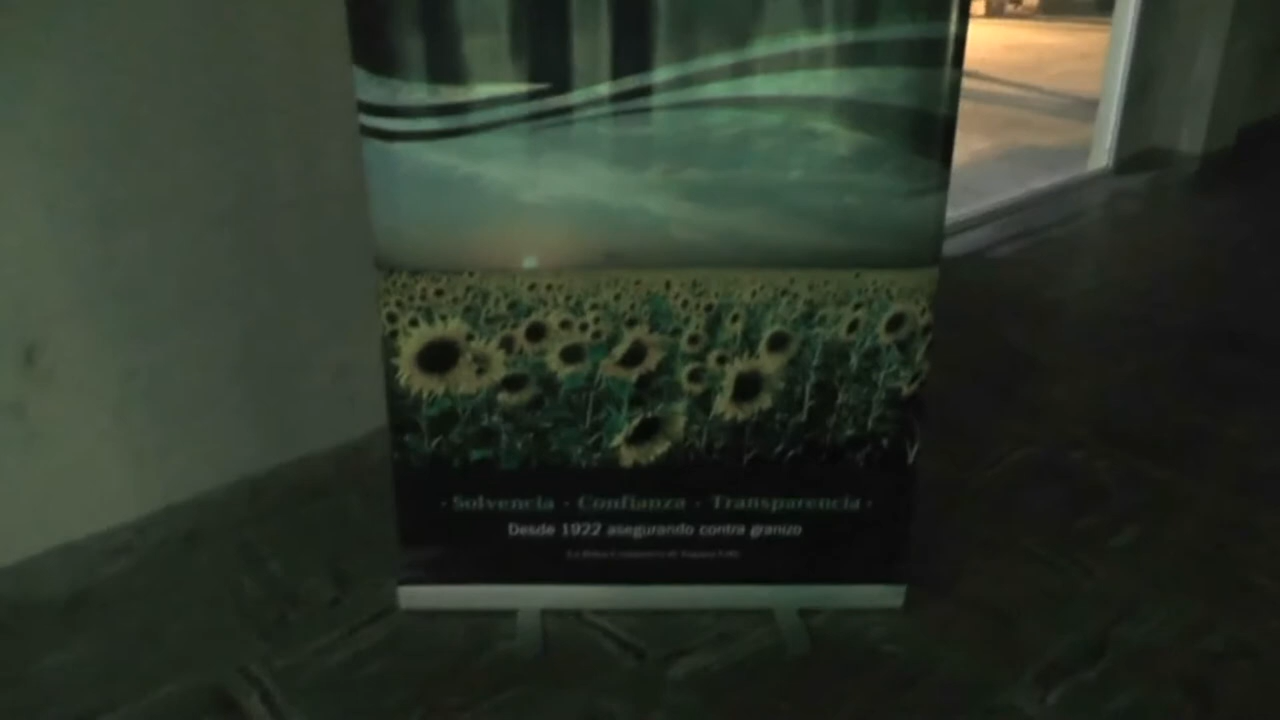 · Solvencia · Confianza · Transparencia ·
Desde 1922 asegurando contra granizo